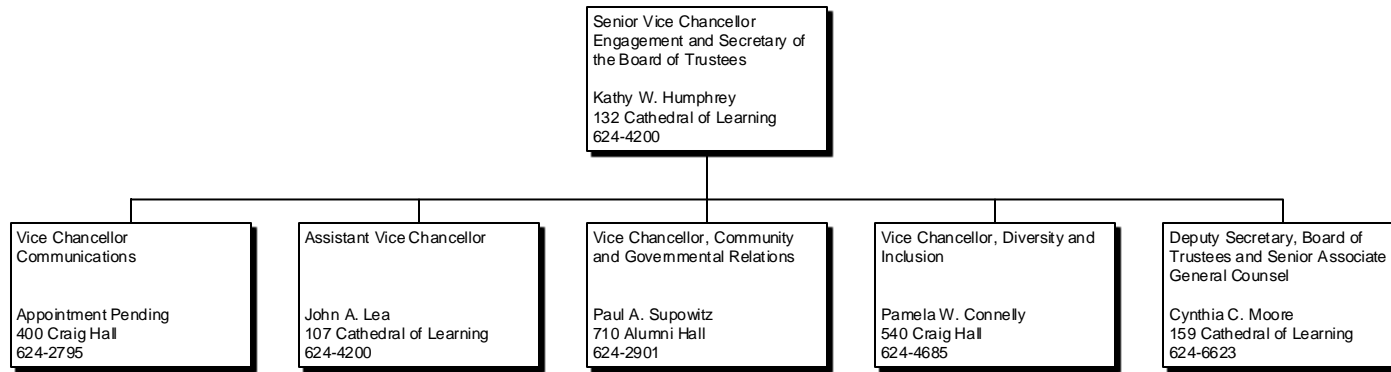 Senior Vice Chancellor
Engagement and Secretary of
the Board of Trustees
Kathy W. Humphrey
132 Cathedral of Learning
624-4200
Vice Chancellor
Communications
Appointment Pending
400 Craig Hall
624-2795
Assistant Vice Chancellor
John A. Lea
107 Cathedral of Learning
624-4200
Vice Chancellor, Community
and Governmental Relations
Paul A. Supowitz
710 Alumni Hall
624-2901
Vice Chancellor, Diversity and
Inclusion
Pamela W. Connelly
540 Craig Hall
624-4685
Deputy Secretary, Board of
Trustees and Senior Associate
General Counsel
Cynthia C. Moore
159 Cathedral of Learning
624-6623